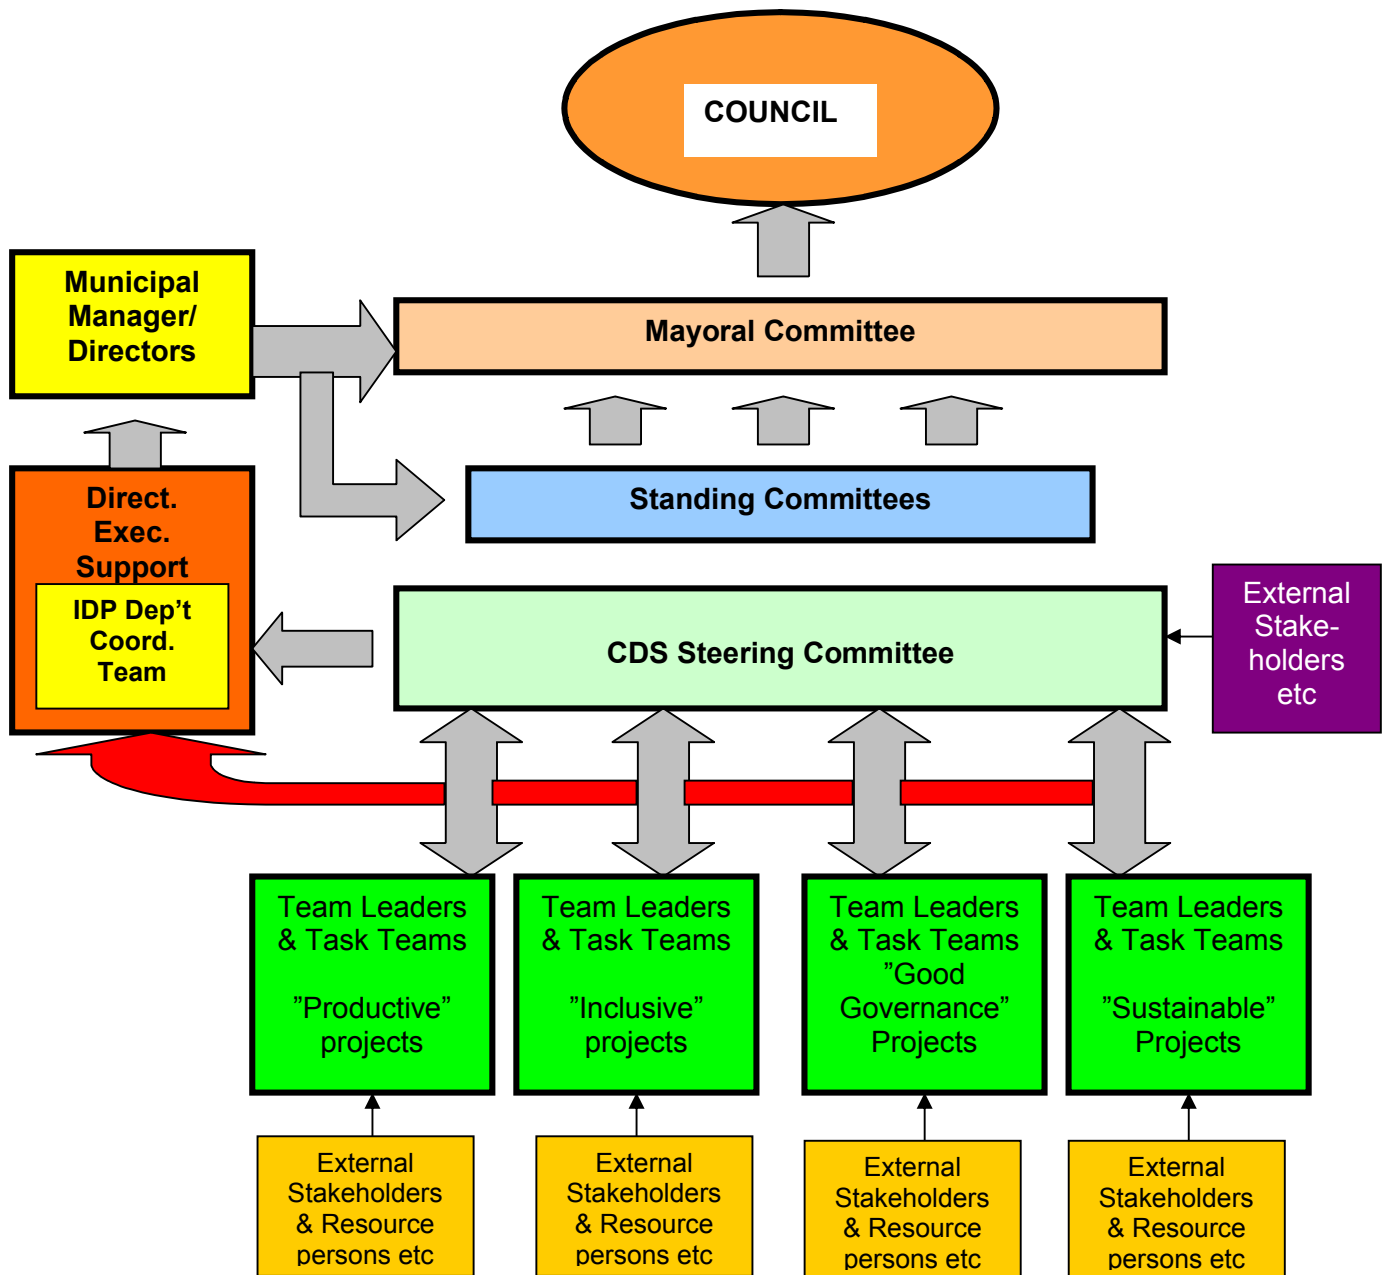 COUNCIL
Municipal
Manager/
Directors
Mayoral Committee
Direct.
Exec.
Support
IDP Dep’t
Coord.
Team
Standing Committees
CDS Steering Committee
External
Stake-
holders
etc
Team Leaders
& Task Teams
”Productive”
projects
Team Leaders
& Task Teams
”Inclusive”
projects
Team Leaders
& Task Teams
”Good
Governance”
Projects
Team Leaders
& Task Teams
”Sustainable”
Projects
External
Stakeholders
& Resource
persons etc
External
Stakeholders
& Resource
persons etc
External
Stakeholders
& Resource
persons etc
External
Stakeholders
& Resource
persons etc